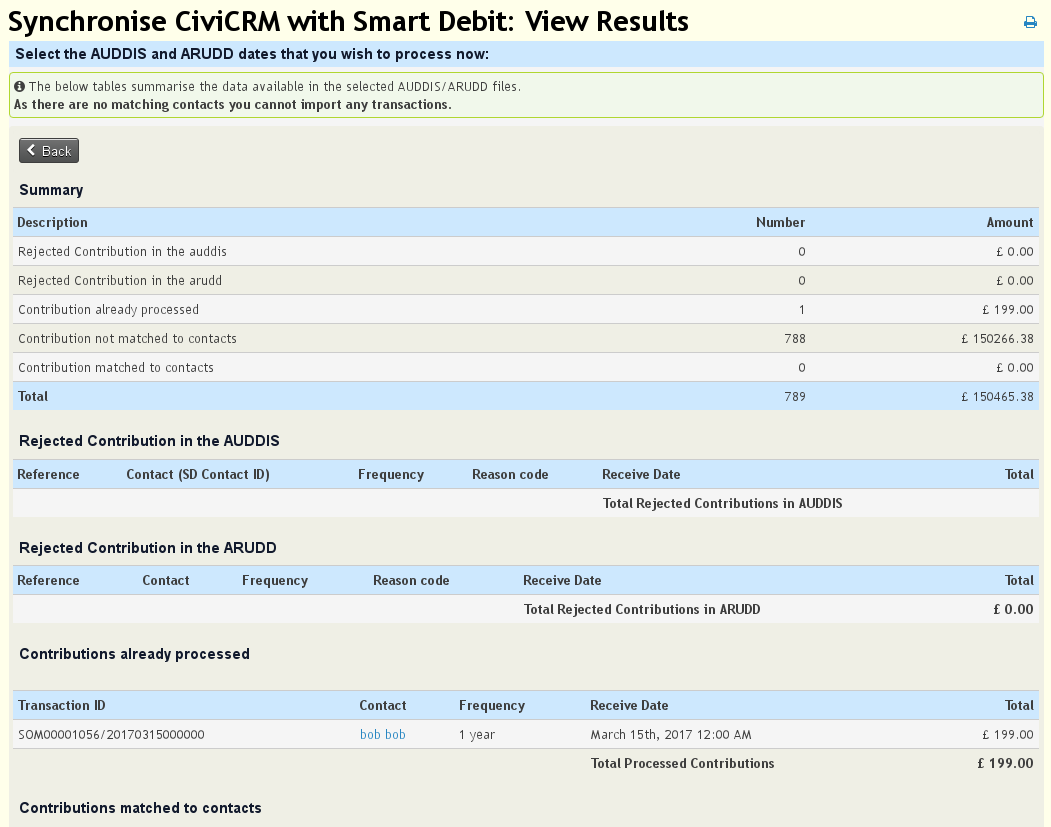 Synchronise CiviCRM with Smart Debit: View Results
Select the AUDDIS and ARUDD dates that you wish to process now:
The below tables summarise the data available in the selected AUDDIS/ARUDD files.
As there are no matching contacts you cannot import any transactions.
Back
Summary
Description Number Amount
Rejected Contribution in the auddis 0 £ 0.00
Rejected Contribution in the arudd 0 £ 0.00
Contribution already processed 1 £ 199.00
Contribution not matched to contacts 788 £ 150266.38
Contribution matched to contacts 0 £ 0.00
Total 789 £ 150465.38
Rejected Contribution in the AUDDIS
Reference Contact (SD Contact ID) Frequency Reason code Receive Date Total
Total Rejected Contributions in AUDDIS
Rejected Contribution in the ARUDD
Reference Contact Frequency Reason code Receive Date Total
Total Rejected Contributions in ARUDD £ 0.00
Contributions already processed
Transaction ID Contact Frequency Receive Date Total
SOM00001056/20170315000000 bob bob 1 year March 15th, 2017 12:00 AM £ 199.00
Total Processed Contributions £ 199.00
Contributions matched to contacts